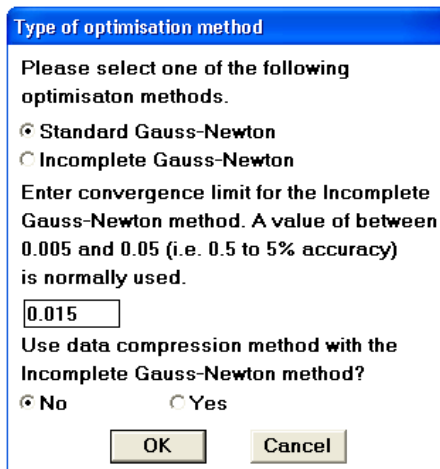 Type of optimisation method
Please select one of the following
optimisaton methods.
Standard Gauss-Newton
Incomplete Gauss-Newton
Enter convergence limit for the Incomplete
Gauss-Newton method. A value of between
0.005 and 0.05 (i.e. 0.5 to 5% accuracy)
is normally used.
0.015
Use data compression method with the
Incomplete Gauss-Newton method?
No Yes
OK Cancel